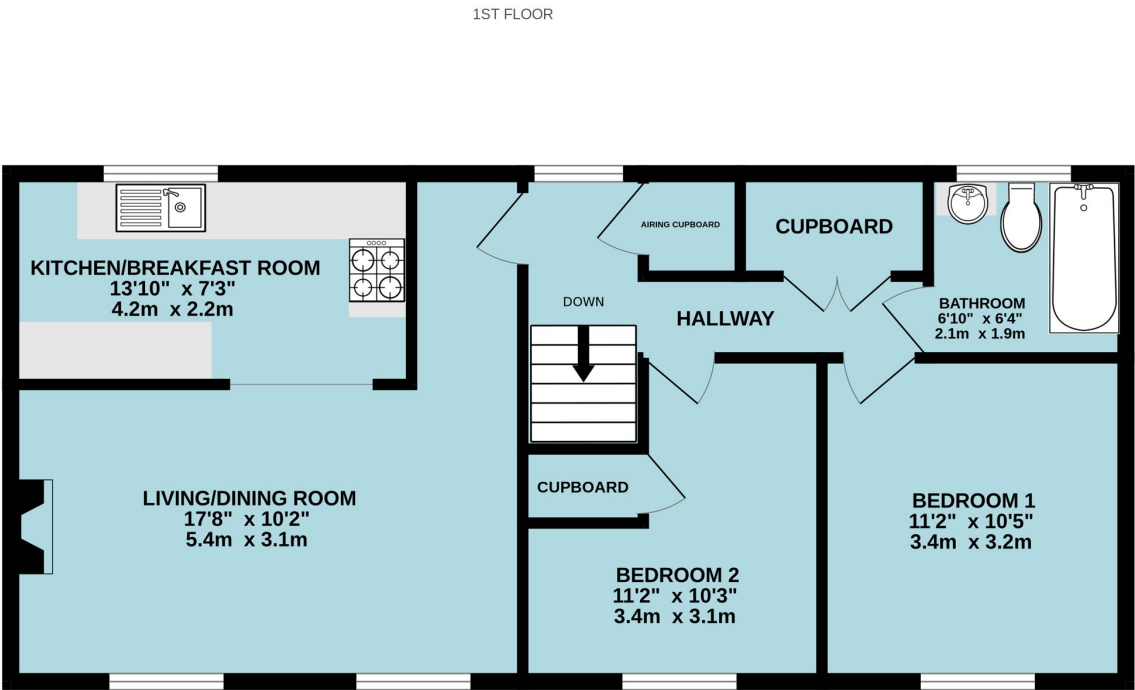 1ST FLOOR
KITCHEN/BREAKFAST ROOM
13'10" x 7'3"
4.2m x 2.2m
AIRING CUPBOARD
CUPBOARD
BATHROOM
6'10" x 6'4"
2.1m x 1.9m
DOWN
HALLWAY
LIVING/DINING ROOM
17'8" x 10'2"
5.4m x 3.1m
CUPBOARD
BEDROOM 2
11'2" x 10'3"
3.4m x 3.1m
BEDROOM 1
11'2" x 10'5"
3.4m x 3.2m